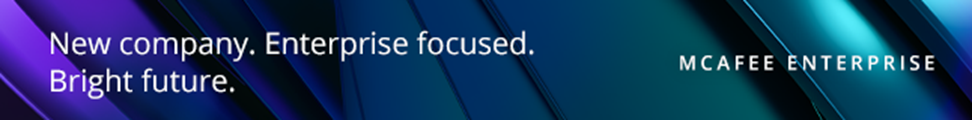 New company. Enterprise focused.
Bright future.
MCAFEE ENTERPRISE